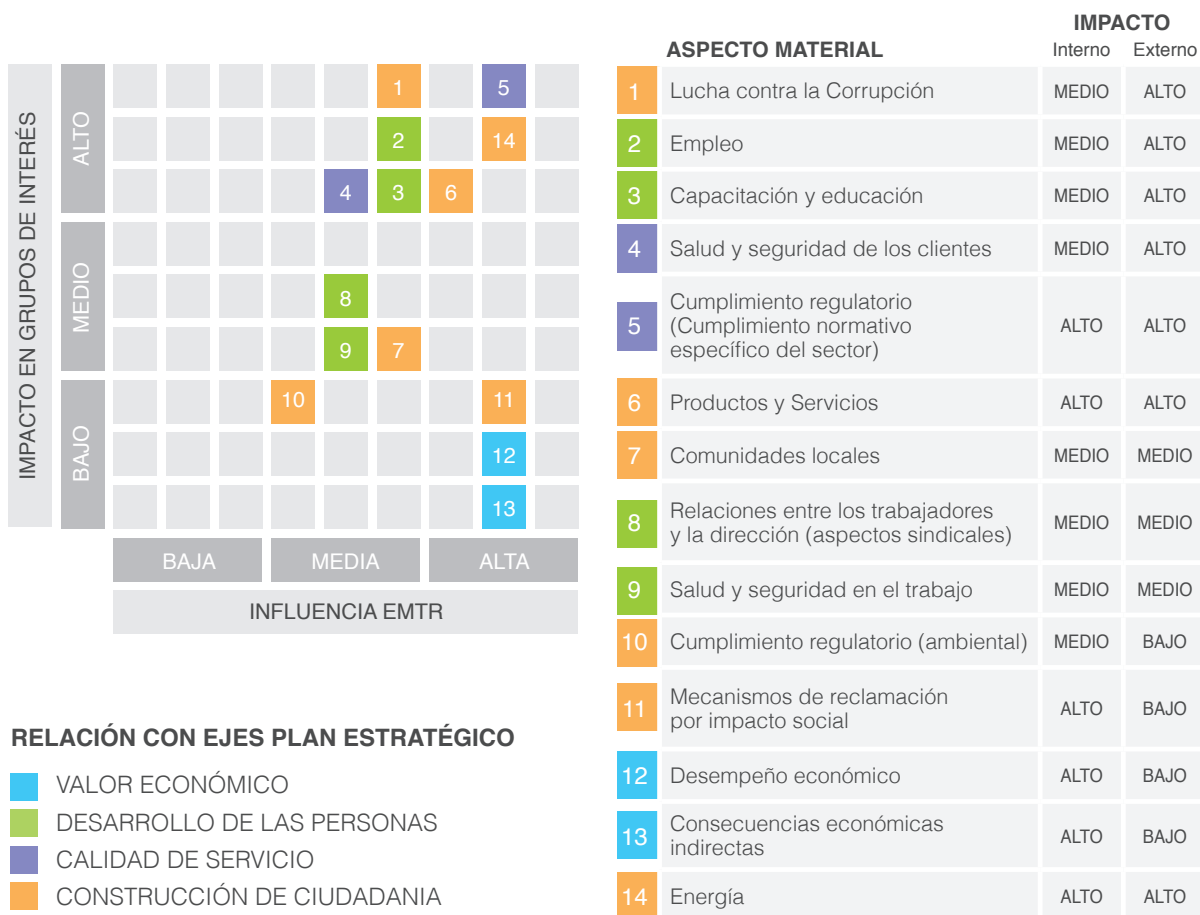 IMPACTO EN GRUPOS DE INTERÉS
ALTO
MEDIO
BAJO
1
5
2
14
4
3
6
8
9
7
10
11
12
13
BAJA
MEDIA
ALTA
INFLUENCIA EMTR
RELACIÓN CON EJES PLAN ESTRATÉGICO
VALOR ECONÓMICO
DESARROLLO DE LAS PERSONAS
CALIDAD DE SERVICIO
CONSTRUCCIÓN DE CIUDADANIA
IMPACTO
ASPECTO MATERIAL Interno Externo
1 Lucha contra la Corrupción MEDIO ALTO
2 Empleo MEDIO ALTO
3 Capacitación y educación MEDIO ALTO
4 Salud y seguridad de los clientes MEDIO ALTO
5 Cumplimiento regulatorio
(Cumplimiento normativo
específico del sector) ALTO ALTO
6 Productos y Servicios ALTO ALTO
7 Comunidades locales MEDIO MEDIO
8 Relaciones entre los trabajadores
y la dirección (aspectos sindicales) MEDIO MEDIO
9 Salud y seguridad en el trabajo MEDIO MEDIO
10 Cumplimiento regulatorio (ambiental) MEDIO BAJO
11 Mecanismos de reclamación
por impacto social ALTO BAJO
12 Desempeño económico ALTO BAJO
13 Consecuencias económicas
indirectas ALTO BAJO
14 Energía ALTO ALTO